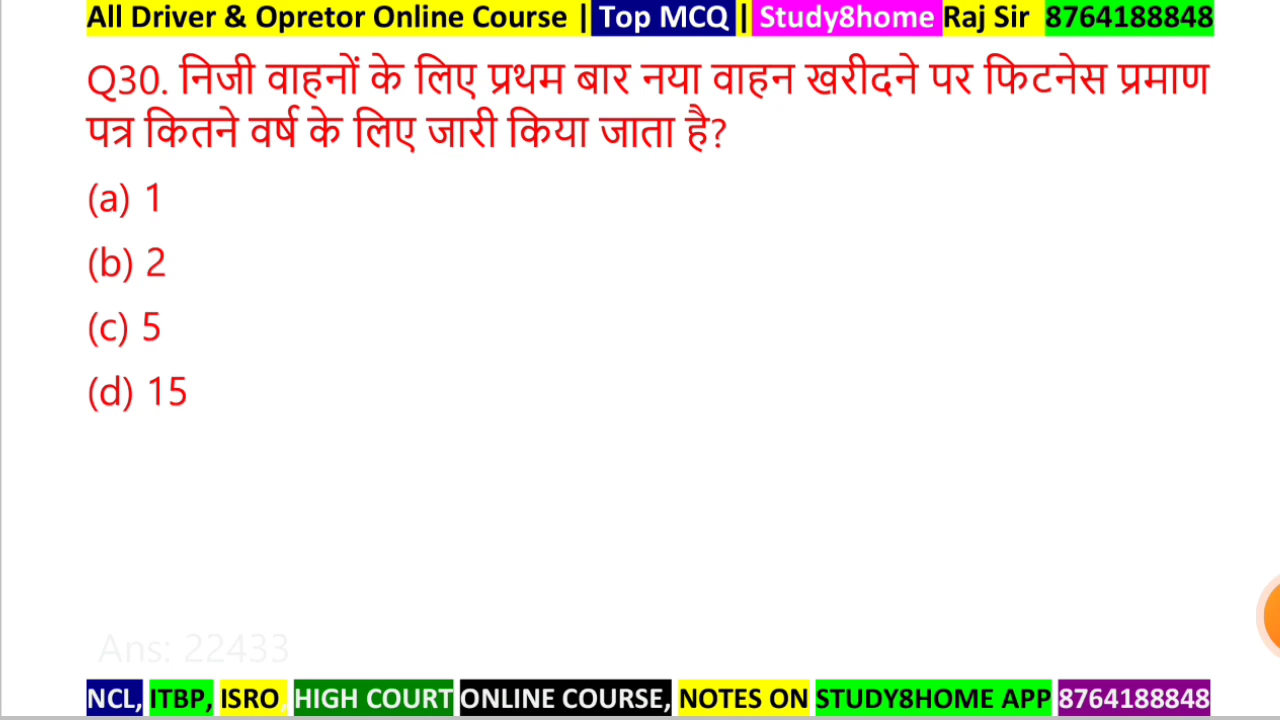 All Driver & Opretor Online Course | Top MCQ | Study8home Raj Sir 8764188848
Q30. निजी वाहनों के लिए प्रथम बार नया वाहन खरीदने पर फिटनेस प्रमाण
पत्र कितने वर्ष के लिए जारी किया जाता है?
(a) 1
(b) 2
(c) 5
(d) 15
Ans: 22433
NCL, ITBP, ISRO, HIGH COURT ONLINE COURSE, NOTES ON STUDY8HOME APP 8764188848